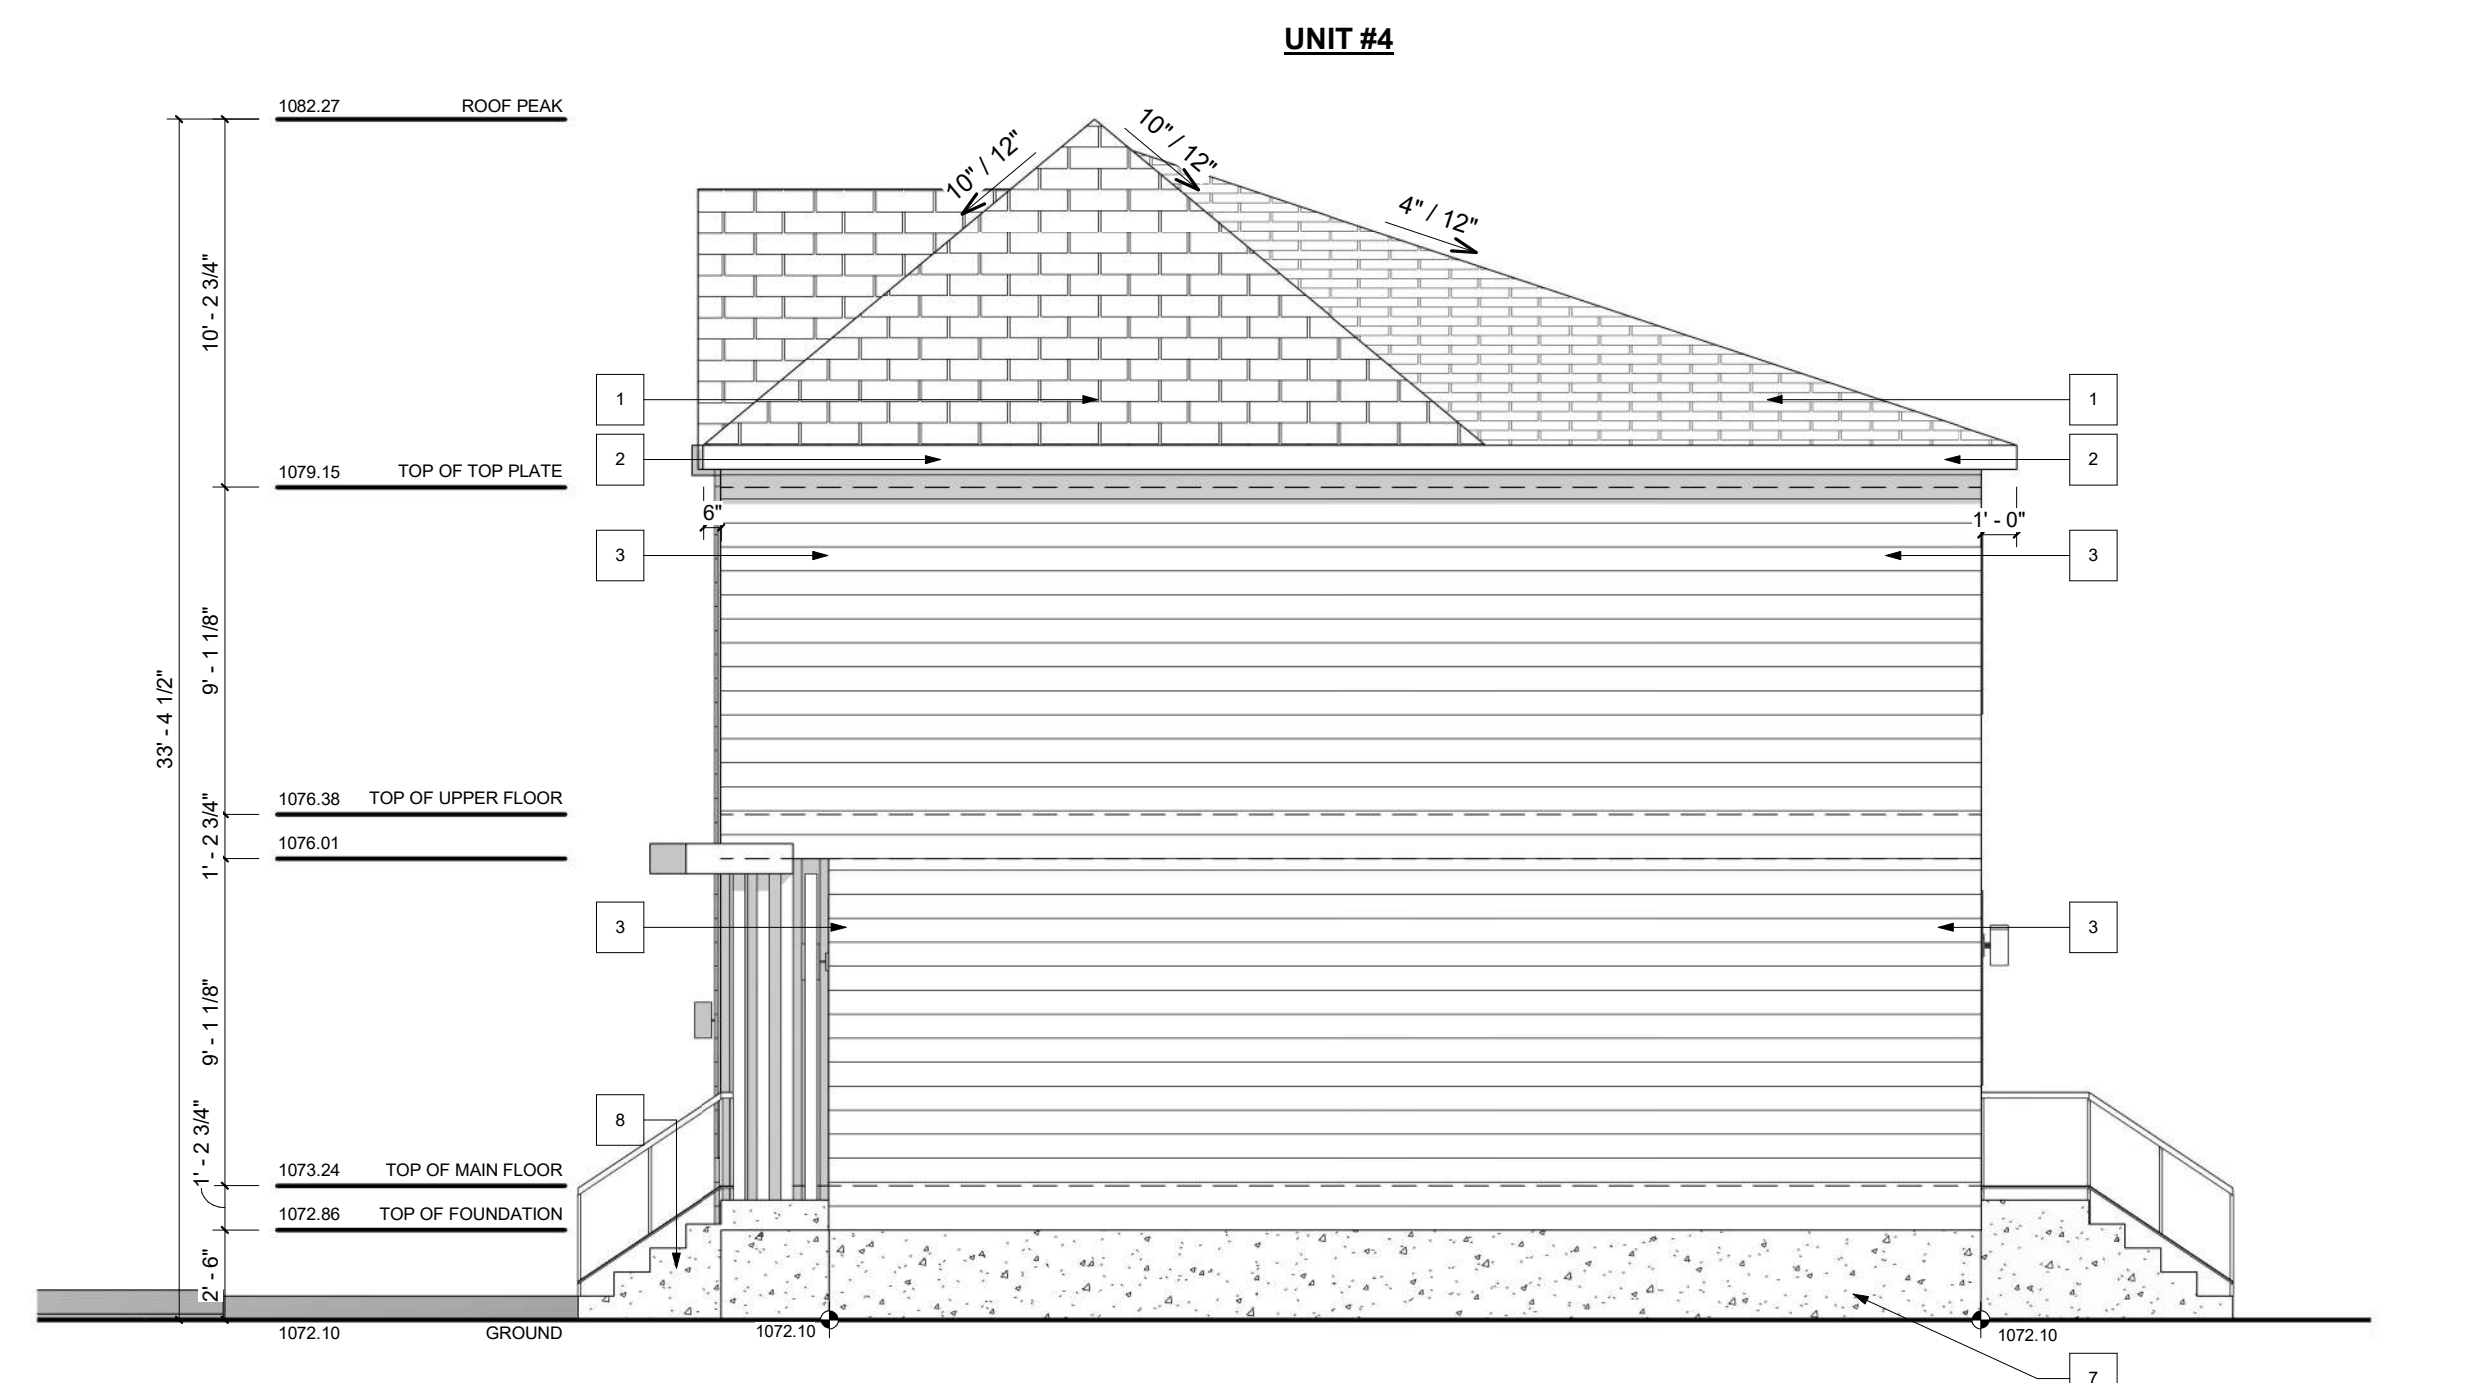 UNIT #4
1082.27 ROOF PEAK
10" / 12"
10" / 12"
4" / 12"
10' - 2 3/4"
1
1
2
2
1079.15 TOP OF TOP PLATE
6"
1' - 0"
3
3
9' - 1 1/8"
33' - 4 1/2"
1076.38 TOP OF UPPER FLOOR
1' - 2 3/4"
1076.01
3
3
9' - 1 1/8"
8
1' - 2 3/4"
1073.24 TOP OF MAIN FLOOR
1072.86 TOP OF FOUNDATION
2' - 6"
1072.10 GROUND
1072.10
1072.10
7